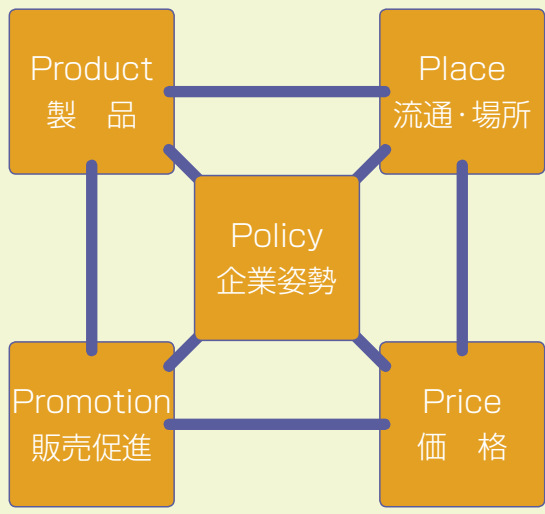 Product
製　品
Place
流通・場所
Policy
企業姿勢
Promotion
販売促進
Price
価　格